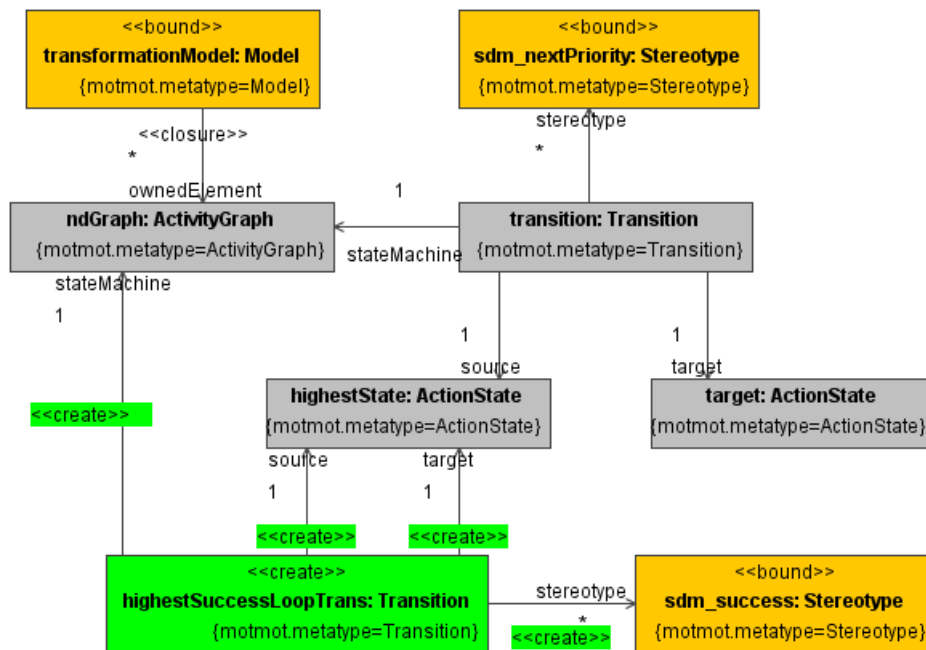 <<bound>>
transformationModel: Model
{motmot.metatype=Model}
<<bound>>
sdm_nextPriority: Stereotype
{motmot.metatype=Stereotype}
<<closure>>
*
ownedElement
stereotype
*
ndGraph: ActivityGraph
{motmot.metatype=ActivityGraph}
1
stateMachine
transition: Transition
{motmot.metatype=Transition}
stateMachine
1
1
source
1
target
<<create>>
highestState: ActionState
{motmot.metatype=ActionState}
target: ActionState
{motmot.metatype=ActionState}
source
1
target
1
<<create>>
<<create>>
<<create>>
highestSuccessLoopTrans: Transition
{motmot.metatype=Transition}
stereotype
*
<<create>>
<<bound>>
sdm_success: Stereotype
{motmot.metatype=Stereotype}